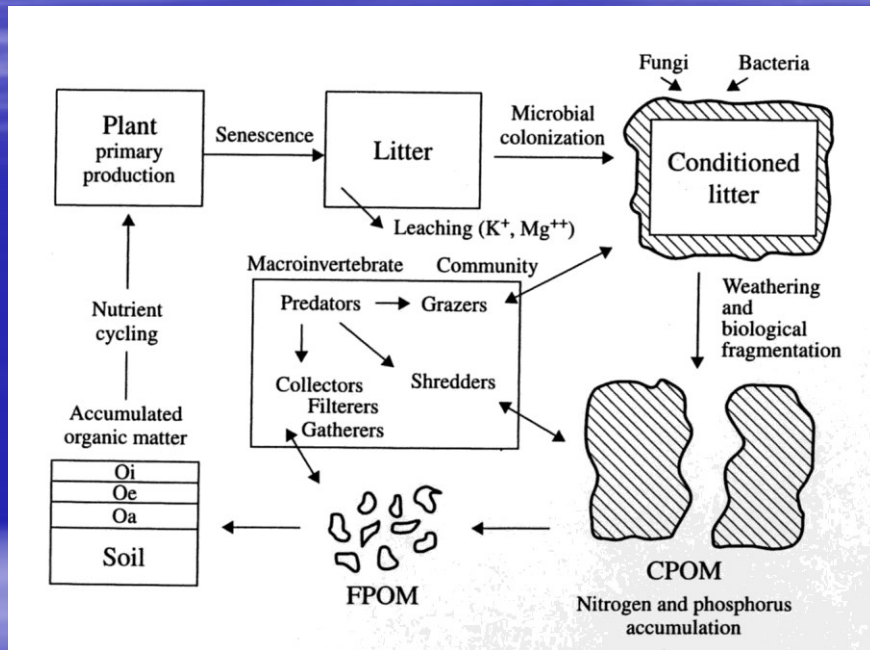 Fungi
Bacteria
Plant
primary
production
Senescence
Litter
Microbial
colonization
Conditioned
litter
Leaching (K⁺, Mg⁺⁺)
Macroinvertebrate Community
Predators
Grazers
Collectors
Filterers
Gatherers
Shredders
Weathering
and
biological
fragmentation
Nutrient
cycling
Accumulated
organic matter
Oi
Oe
Oa
Soil
FPOM
CPOM
Nitrogen and phosphorus
accumulation